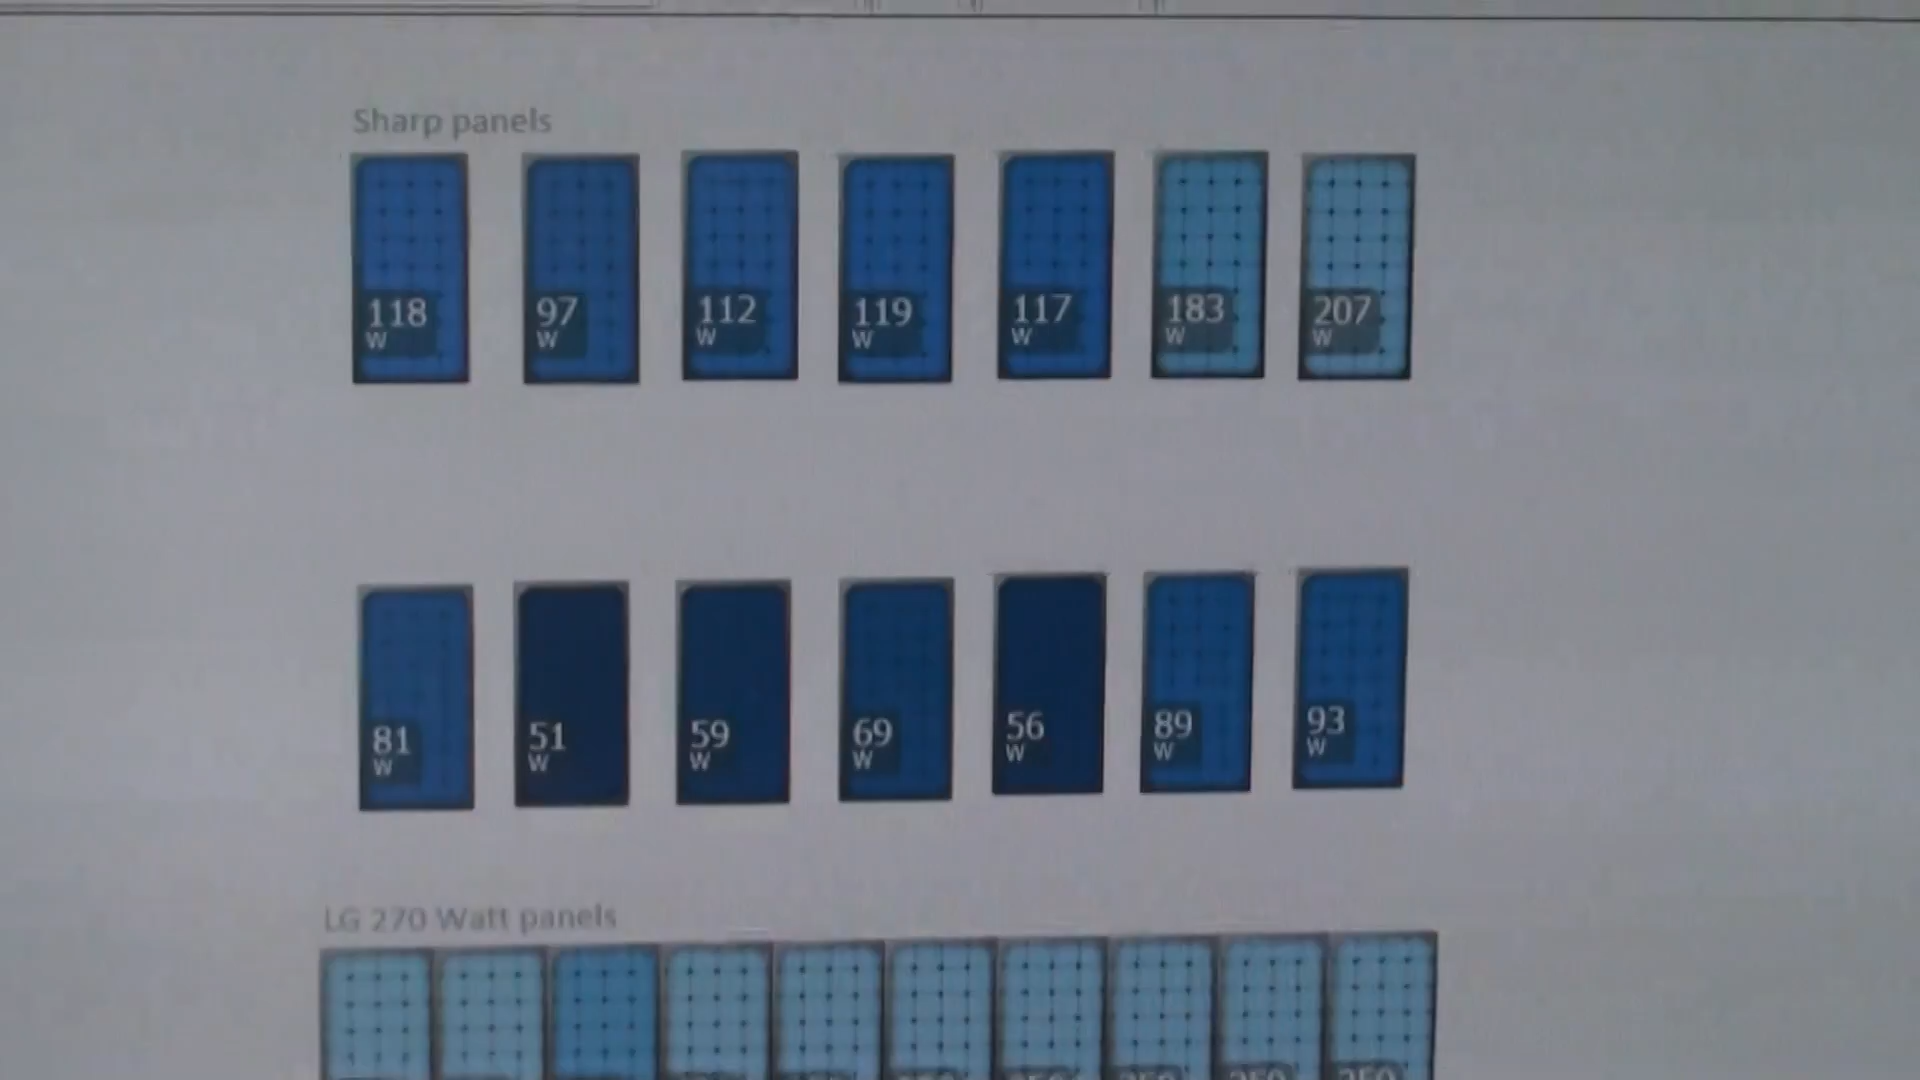 Sharp panels
118 97 112 119 117 183 207
W W W W W W W
81 51 59 69 56 89 93
W W W W W W W
LG 270 Watt panels